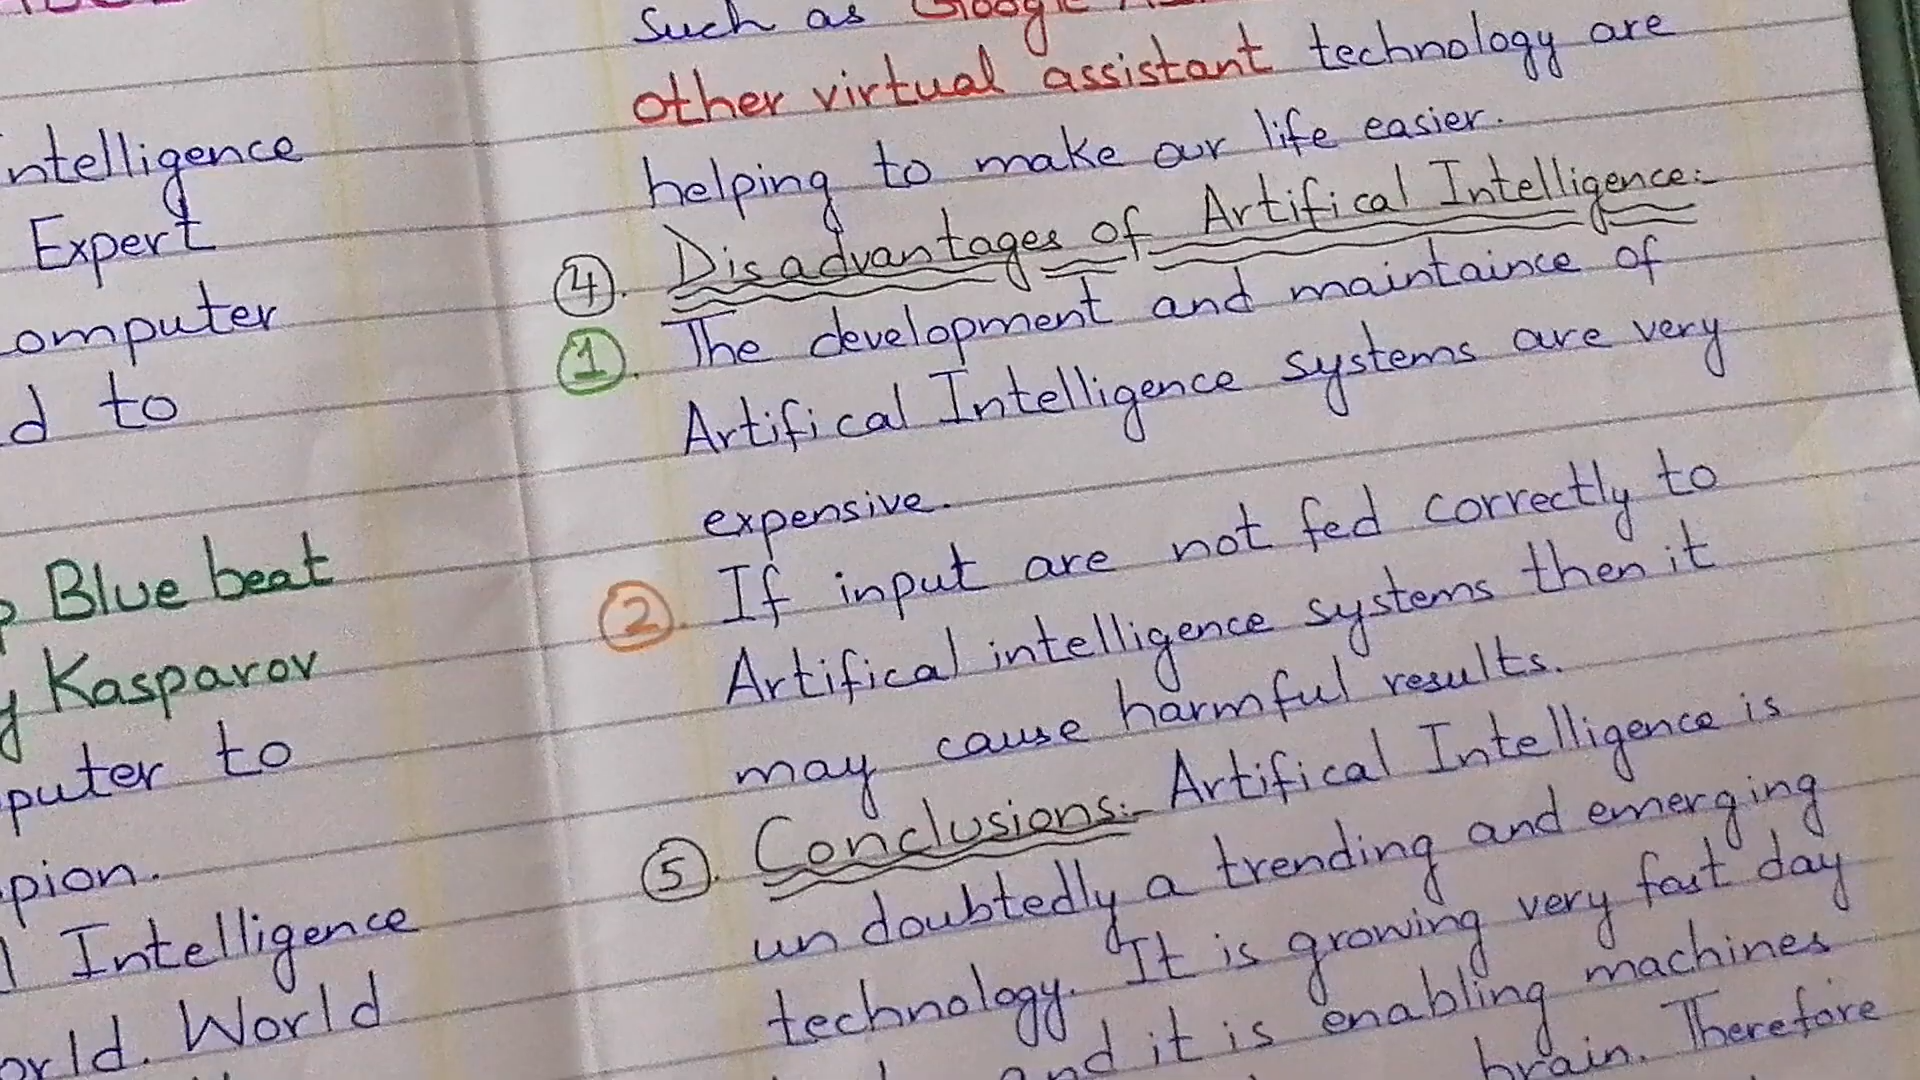 ntelligence
Expert
omputer
d to
Blue beat
y Kasparov
puter to
pion.
l Intelligence
orld. World
Such as Google
other virtual assistant technology are
helping to make our life easier.
④. Disadvantages of Artifical Intelligence:-
①. The development and maintaince of
Artifical Intelligence systems are very
expensive.
②. If input are not fed correctly to
Artifical intelligence systems then it
may cause harmful results.
⑤. Conclusions:- Artifical Intelligence is
undoubtedly a trending and emerging
technology. It is growing very fast day
and it is enabling machines
brain. Therefore